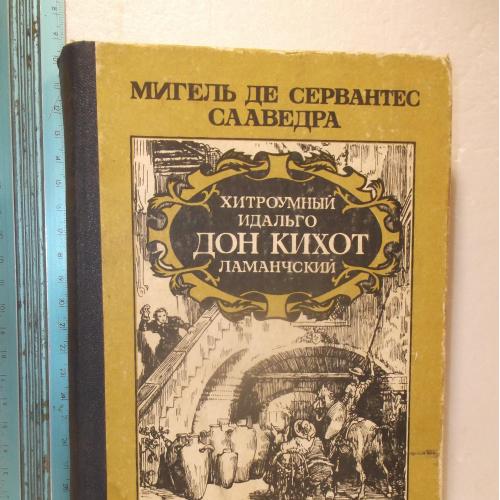 МИГЕЛЬ ДЕ СЕРВАНТЕС
СААВЕДРА
ХИТРОУМНЫЙ
ИДАЛЬГО
ДОН КИХОТ
ЛАМАНЧСКИЙ